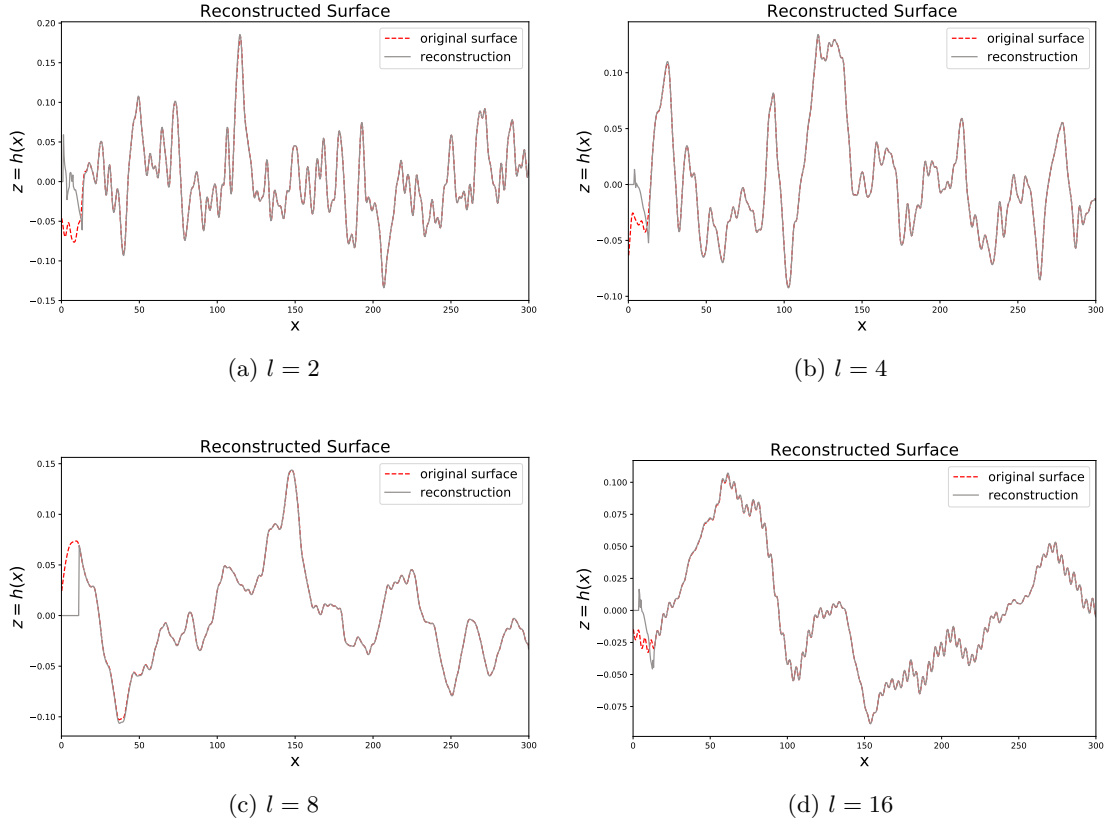 Reconstructed Surface
original surface
reconstruction
z = h(x)
0.20
0.15
0.10
0.05
0.00
−0.05
−0.10
−0.15
0 50 100 150 200 250 300
x
(a) l = 2
Reconstructed Surface
original surface
reconstruction
z = h(x)
0.10
0.05
0.00
−0.05
−0.10
0 50 100 150 200 250 300
x
(b) l = 4
Reconstructed Surface
original surface
reconstruction
z = h(x)
0.15
0.10
0.05
0.00
−0.05
−0.10
0 50 100 150 200 250 300
x
(c) l = 8
Reconstructed Surface
original surface
reconstruction
z = h(x)
0.100
0.075
0.050
0.025
0.000
−0.025
−0.050
−0.075
0 50 100 150 200 250 300
x
(d) l = 16